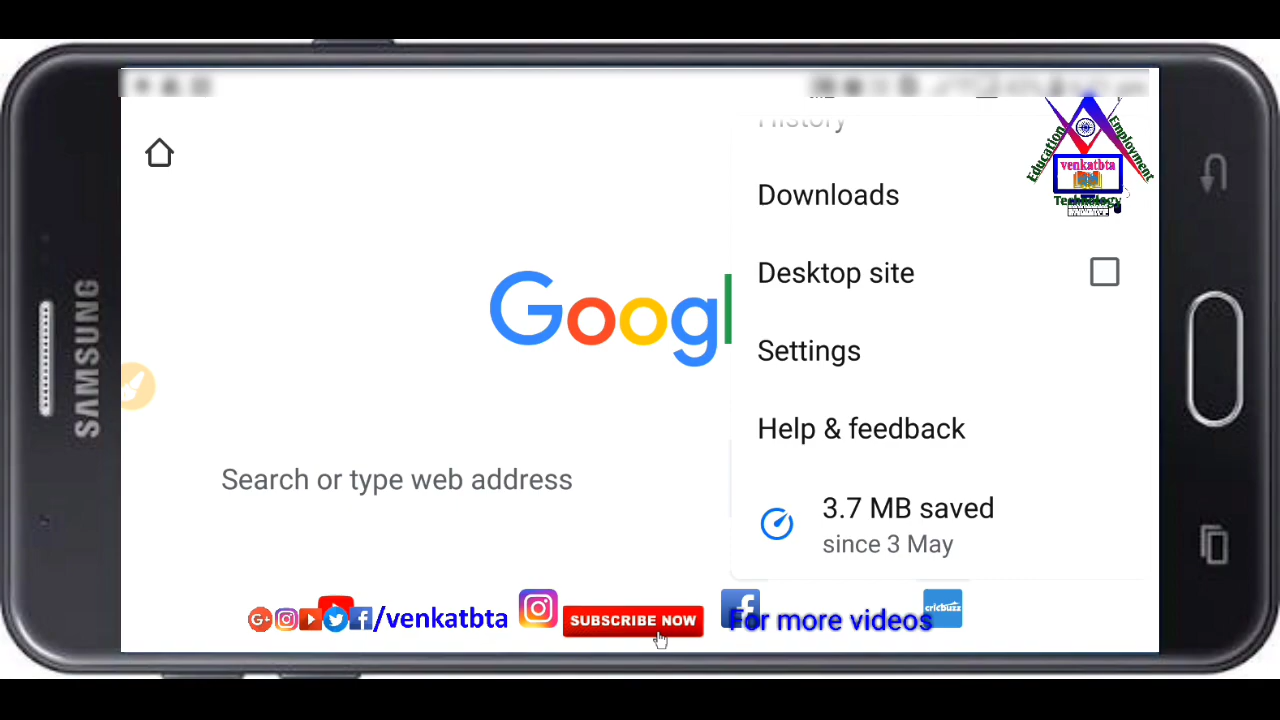 SAMSUNG
History
Downloads
Desktop site
Settings
Help & feedback
3.7 MB saved
since 3 May
Googl
Search or type web address
Education
Employment
venkatbta
Technology
/venkatbta
SUBSCRIBE NOW
For more videos
cricbuzz